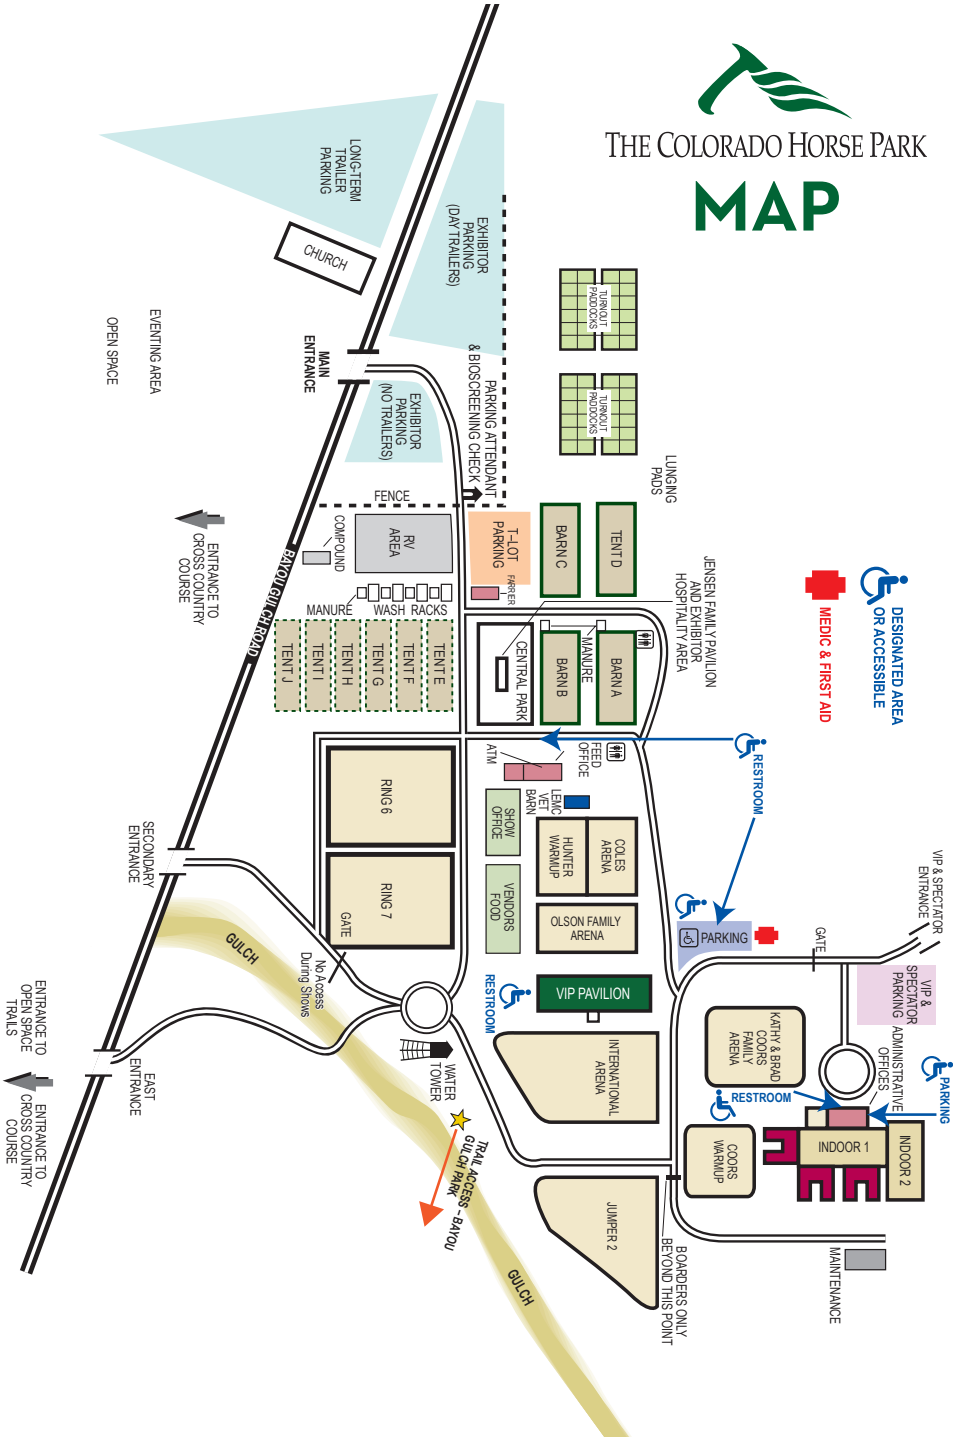 THE COLORADO HORSE PARK
MAP
LONG-TERM
TRAILER
PARKING
CHURCH
EXHIBITOR
PARKING
(DAY TRAILERS)
TURNOUT
PADDOCKS
TURNOUT
PADDOCKS
EVENTING AREA
OPEN SPACE
MAIN
ENTRANCE
EXHIBITOR
PARKING
(NO TRAILERS)
PARKING ATTENDANT
& BIOSCREENING CHECK
LUNGING
PADS
FENCE
ENTRANCE TO
CROSS COUNTRY
COURSE
COMPOUND
RV
AREA
T-LOT
PARKING
FARRIER
BARN C
TENT D
JENSEN FAMILY PAVILION
AND EXHIBITOR
HOSPITALITY AREA
DESIGNATED AREA
OR ACCESSIBLE
MEDIC & FIRST AID
BAYOU GULCH ROAD
MANURE
WASH RACKS
TENT J
TENT I
TENT H
TENT G
TENT F
TENT E
CENTRAL PARK
BARN B
MANURE
BARN A
ATM
FEED
OFFICE
RESTROOM
LEMC
VET
BARN
RING 6
SHOW
OFFICE
HUNTER
WARMUP
COLES
ARENA
SECONDARY
ENTRANCE
RING 7
GATE
VENDORS
FOOD
OLSON FAMILY
ARENA
PARKING
GATE
VIP & SPECTATOR
ENTRANCE
GULCH
No Access
During Shows
RESTROOM
VIP PAVILION
VIP &
SPECTATOR
PARKING
KATHY & BRAD
COORS
FAMILY
ARENA
ADMINISTRATIVE
OFFICES
PARKING
RESTROOM
ENTRANCE TO
OPEN SPACE
TRAILS
EAST
ENTRANCE
WATER
TOWER
INTERNATIONAL
ARENA
COORS
WARMUP
INDOOR 1
INDOOR 2
ENTRANCE TO
CROSS COUNTRY
COURSE
TRAIL ACCESS - BAYOU
GULCH PARK
JUMPER 2
BOARDERS ONLY
BEYOND THIS POINT
MAINTENANCE
GULCH